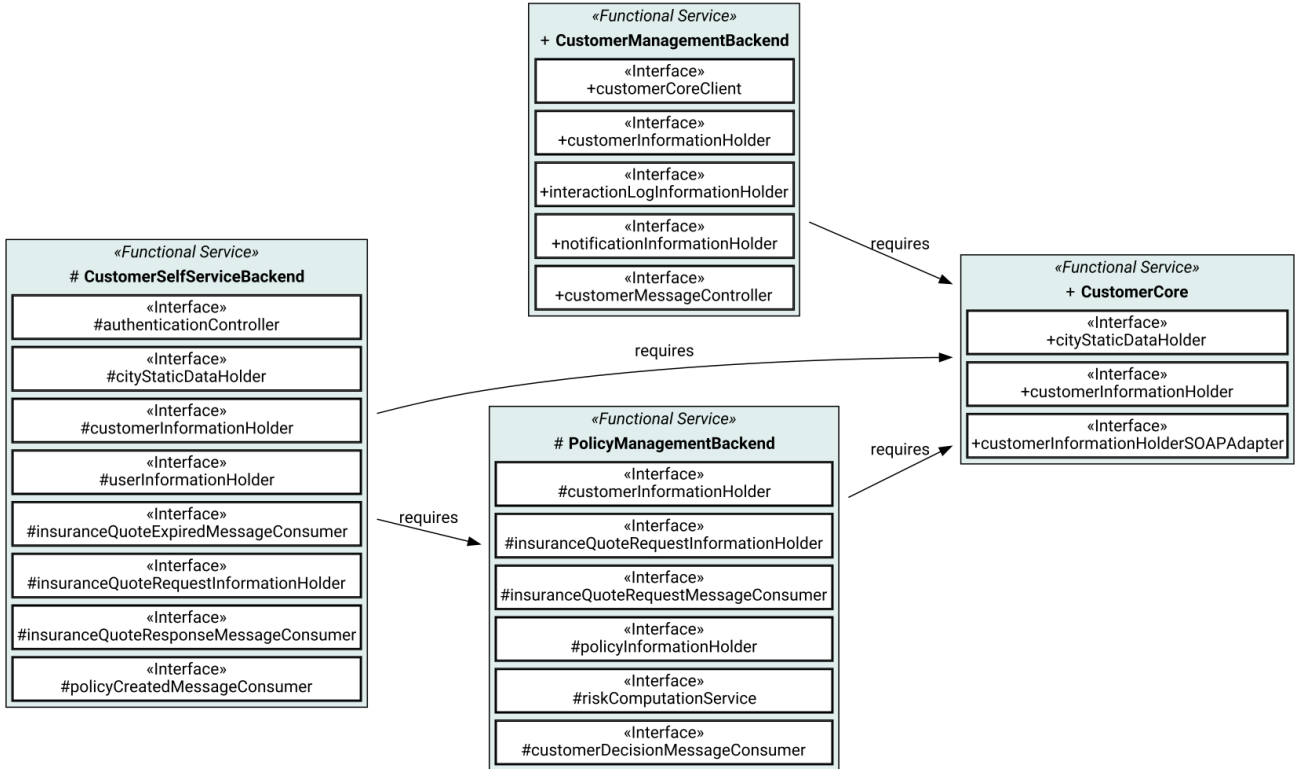 «Functional Service»
+ CustomerManagementBackend
«Interface»
+customerCoreClient
«Interface»
+customerInformationHolder
«Interface»
+interactionLogInformationHolder
«Interface»
+notificationInformationHolder
«Interface»
+customerMessageController
requires
«Functional Service»
# CustomerSelfServiceBackend
«Interface»
#authenticationController
«Interface»
#cityStaticDataHolder
«Interface»
#customerInformationHolder
«Interface»
#userInformationHolder
«Interface»
#insuranceQuoteExpiredMessageConsumer
«Interface»
#insuranceQuoteRequestInformationHolder
«Interface»
#insuranceQuoteResponseMessageConsumer
«Interface»
#policyCreatedMessageConsumer
requires
requires
«Functional Service»
# PolicyManagementBackend
«Interface»
#customerInformationHolder
«Interface»
#insuranceQuoteRequestInformationHolder
«Interface»
#insuranceQuoteRequestMessageConsumer
«Interface»
#policyInformationHolder
«Interface»
#riskComputationService
«Interface»
#customerDecisionMessageConsumer
requires
«Functional Service»
+ CustomerCore
«Interface»
+cityStaticDataHolder
«Interface»
+customerInformationHolder
«Interface»
+customerInformationHolderSOAPAdapter